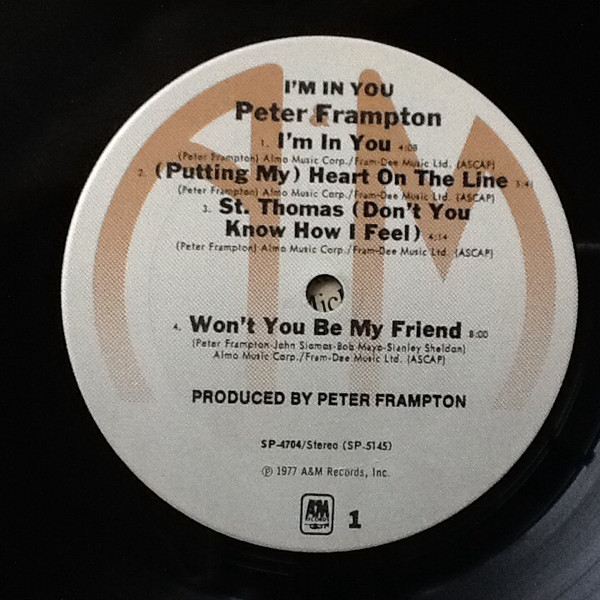 I'M IN YOU
Peter Frampton
1. I'm In You 4:08
(Peter Frampton) Almo Music Corp./Fram-Dee Music Ltd. (ASCAP)
2. (Putting My) Heart On The Line 3:41
(Peter Frampton) Almo Music Corp./Fram-Dee Music Ltd. (ASCAP)
3. St. Thomas (Don't You
Know How I Feel) 4:14
(Peter Frampton) Almo Music Corp./Fram-Dee Music Ltd. (ASCAP)
4. Won't You Be My Friend 8:00
(Peter Frampton-John Siomos-Bob Mayo-Stanley Sheldon)
Almo Music Corp./Fram-Dee Music Ltd. (ASCAP)
PRODUCED BY PETER FRAMPTON
SP-4704/Stereo (SP-5145)
℗ 1977 A&M Records, Inc.
A&M
RECORDS
1